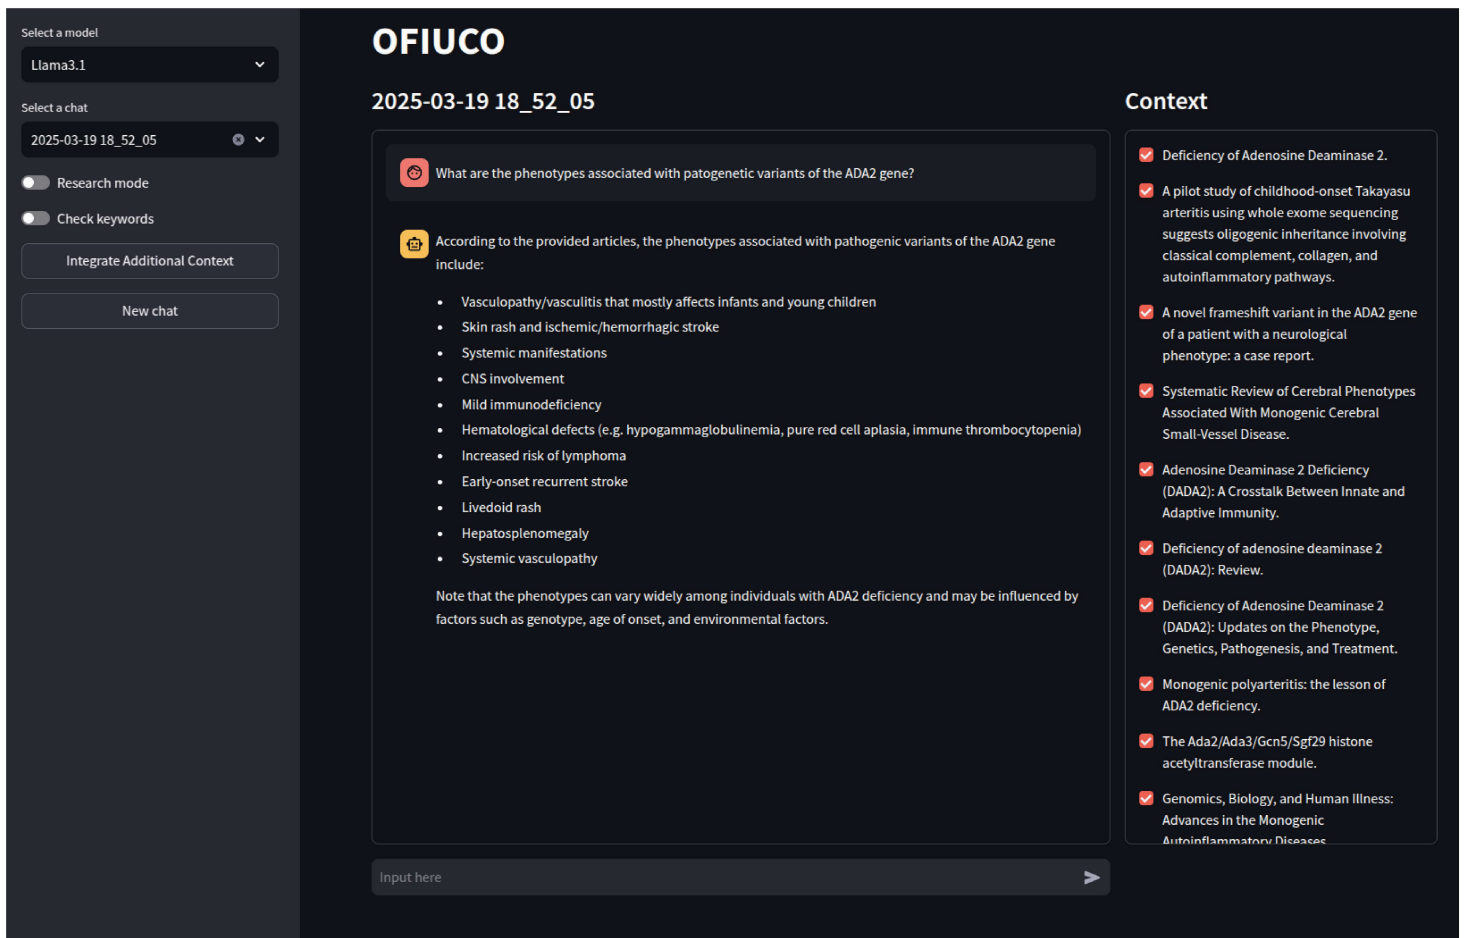 Select a model
Llama3.1
Select a chat
2025-03-19 18_52_05
Research mode
Check keywords
Integrate Additional Context
New chat
OFIUCO
2025-03-19 18_52_05
What are the phenotypes associated with patogenetic variants of the ADA2 gene?
According to the provided articles, the phenotypes associated with pathogenic variants of the ADA2 gene
include:
• Vasculopathy/vasculitis that mostly affects infants and young children
• Skin rash and ischemic/hemorrhagic stroke
• Systemic manifestations
• CNS involvement
• Mild immunodeficiency
• Hematological defects (e.g. hypogammaglobulinemia, pure red cell aplasia, immune thrombocytopenia)
• Increased risk of lymphoma
• Early-onset recurrent stroke
• Livedoid rash
• Hepatosplenomegaly
• Systemic vasculopathy
Note that the phenotypes can vary widely among individuals with ADA2 deficiency and may be influenced by
factors such as genotype, age of onset, and environmental factors.
Input here
Context
Deficiency of Adenosine Deaminase 2.
A pilot study of childhood-onset Takayasu
arteritis using whole exome sequencing
suggests oligogenic inheritance involving
classical complement, collagen, and
autoinflammatory pathways.
A novel frameshift variant in the ADA2 gene
of a patient with a neurological
phenotype: a case report.
Systematic Review of Cerebral Phenotypes
Associated With Monogenic Cerebral
Small-Vessel Disease.
Adenosine Deaminase 2 Deficiency
(DADA2): A Crosstalk Between Innate and
Adaptive Immunity.
Deficiency of adenosine deaminase 2
(DADA2): Review.
Deficiency of Adenosine Deaminase 2
(DADA2): Updates on the Phenotype,
Genetics, Pathogenesis, and Treatment.
Monogenic polyarteritis: the lesson of
ADA2 deficiency.
The Ada2/Ada3/Gcn5/Sgf29 histone
acetyltransferase module.
Genomics, Biology, and Human Illness:
Advances in the Monogenic
Autoinflammatory Diseases